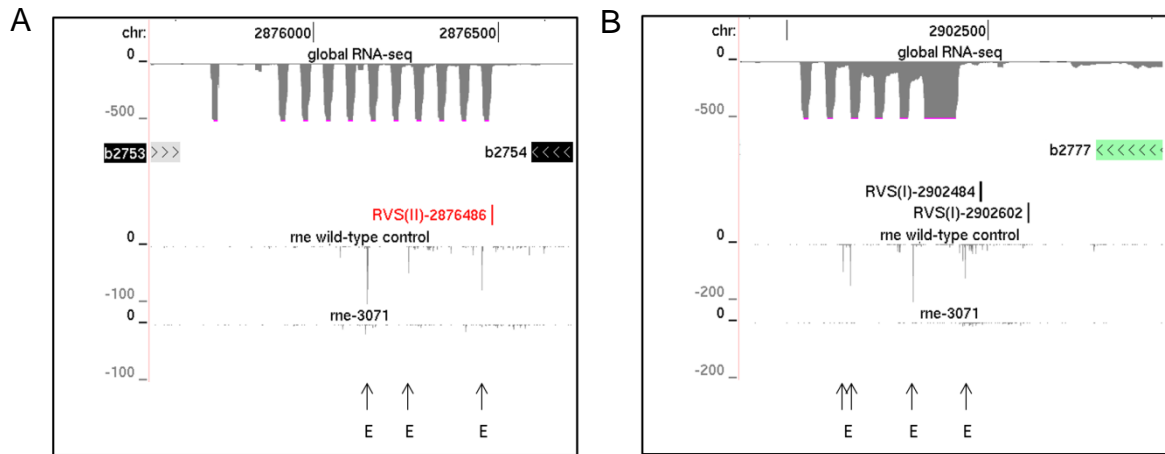 A
chr:
2876000
2876500
global RNA-seq
0
-500
b2753
>>>
b2754
<<<<
RVS(II)-2876486
rne wild-type control
0
-100
rne-3071
0
-100
E
E
E
B
chr:
2902500
global RNA-seq
0
-500
b2777
<<<<<<
RVS(I)-2902484
RVS(I)-2902602
rne wild-type control
0
-200
rne-3071
0
-200
E
E
E